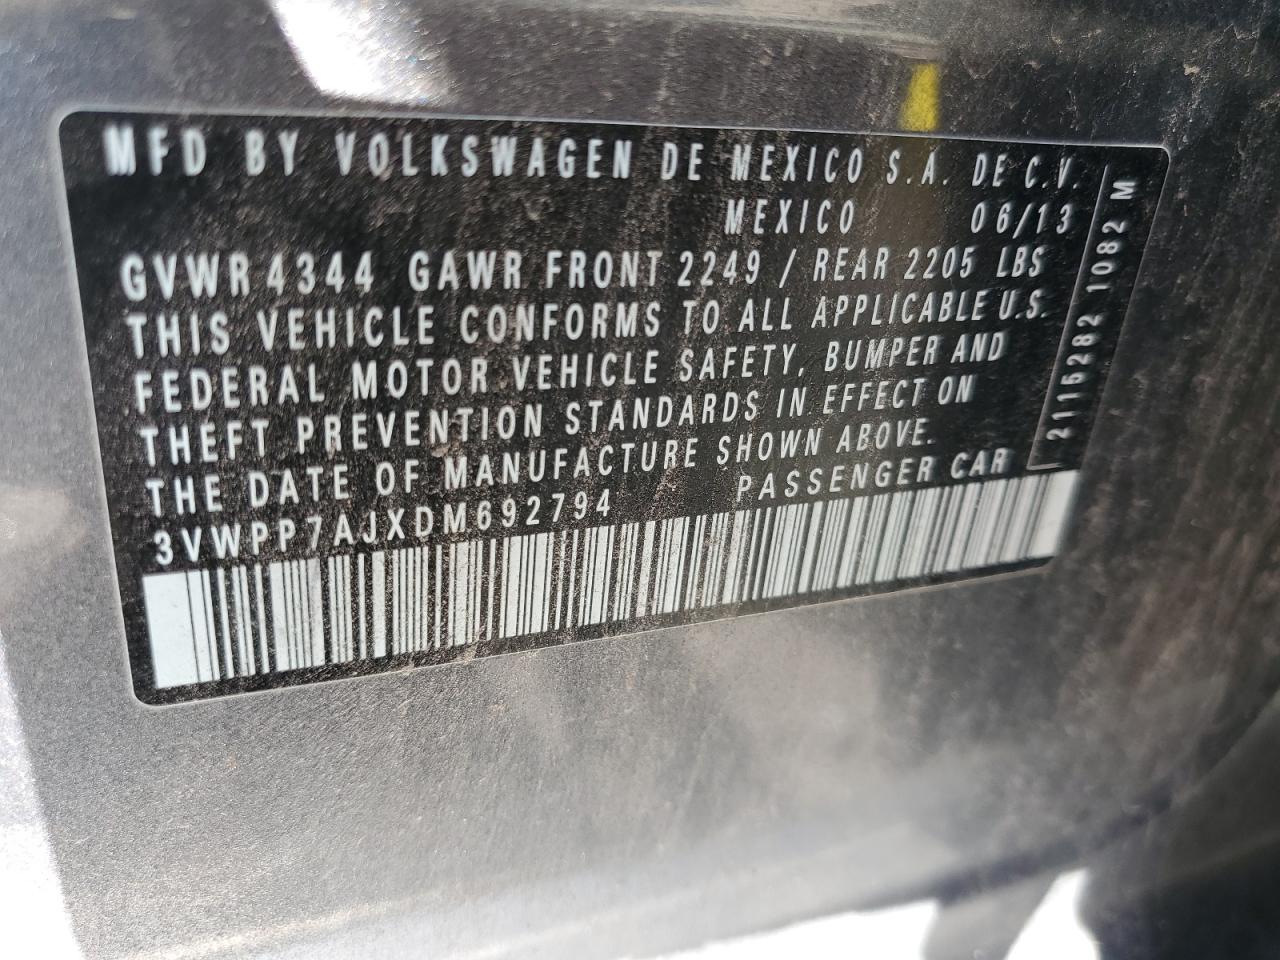 MFD BY VOLKSWAGEN DE MEXICO S.A. DE C.V.
MEXICO 06/13
GVWR 4344 GAWR FRONT 2249 / REAR 2205 LBS
THIS VEHICLE CONFORMS TO ALL APPLICABLE U.S.
FEDERAL MOTOR VEHICLE SAFETY, BUMPER AND
THEFT PREVENTION STANDARDS IN EFFECT ON
THE DATE OF MANUFACTURE SHOWN ABOVE.
3VWPP7AJXDM692794 PASSENGER CAR
2115282 1082 M